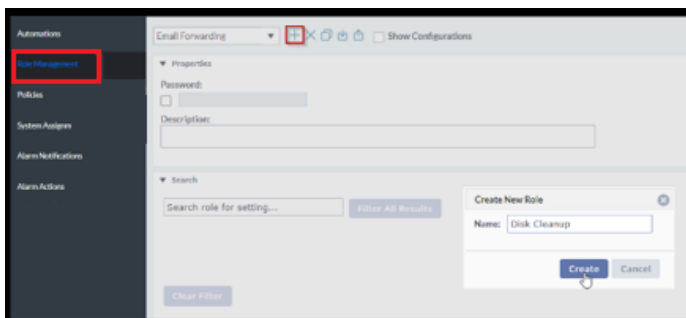 Automations
Role Management
Policies
System Assigns
Alarm Notifications
Alarm Actions
Email Forwarding
Show Configurations
Properties
Password:
Description:
Search
Search role for setting...
Filter All Results
Clear Filter
Create New Role
Name: Disk Cleanup
Create Cancel